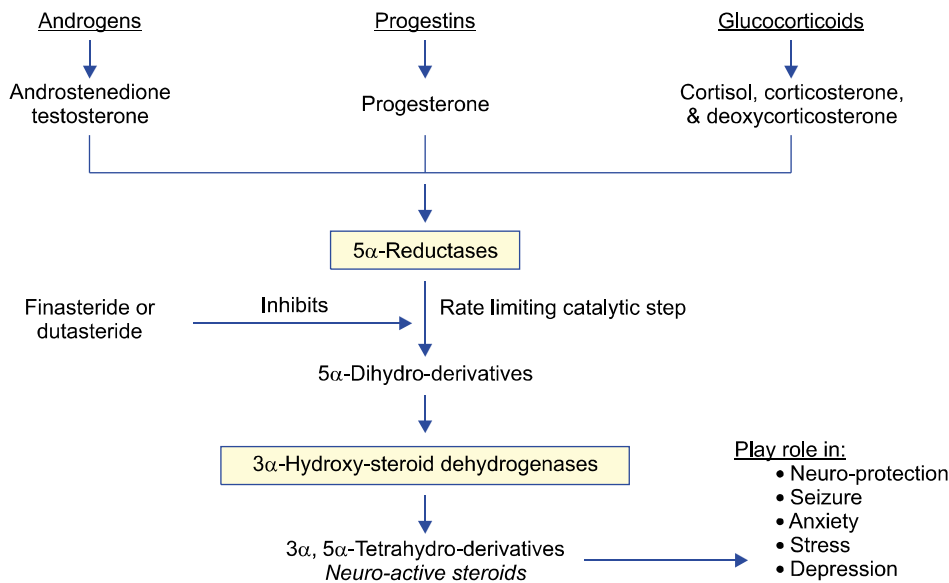 Androgens
Progestins
Glucocorticoids
Androstenedione
testosterone
Progesterone
Cortisol, corticosterone,
& deoxycorticosterone
5α-Reductases
Finasteride or
dutasteride
Inhibits
Rate limiting catalytic step
5α-Dihydro-derivatives
3α-Hydroxy-steroid dehydrogenases
3α, 5α-Tetrahydro-derivatives
Neuro-active steroids
Play role in:
• Neuro-protection
• Seizure
• Anxiety
• Stress
• Depression